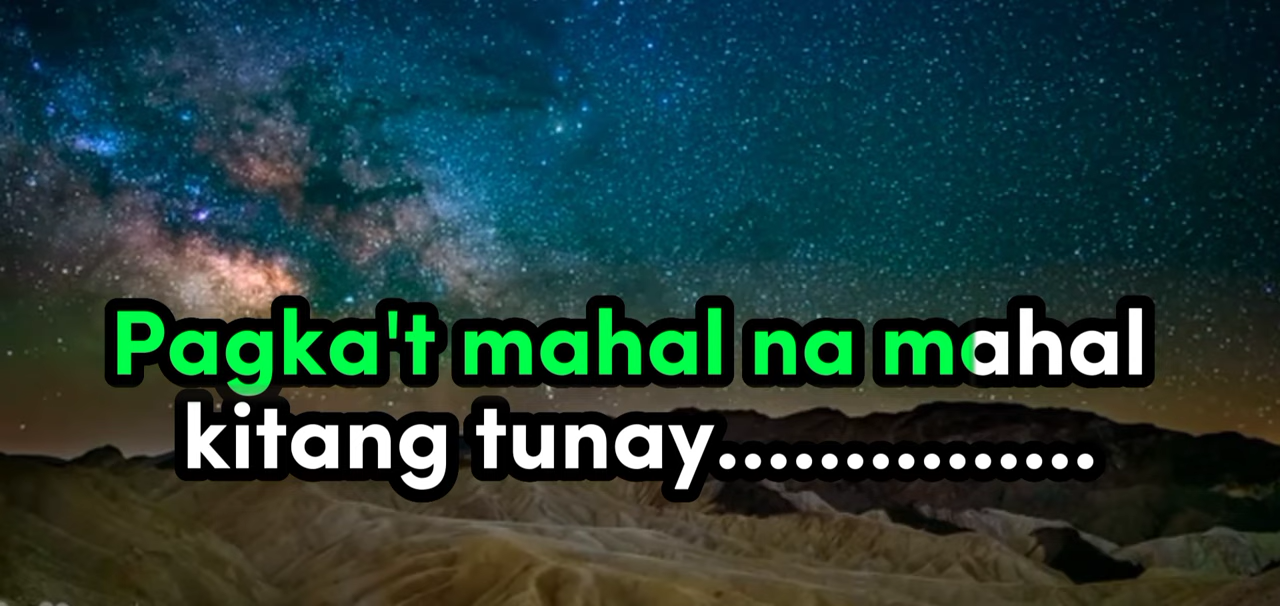 Pagka't mahal na mahal
kitang tunay...............